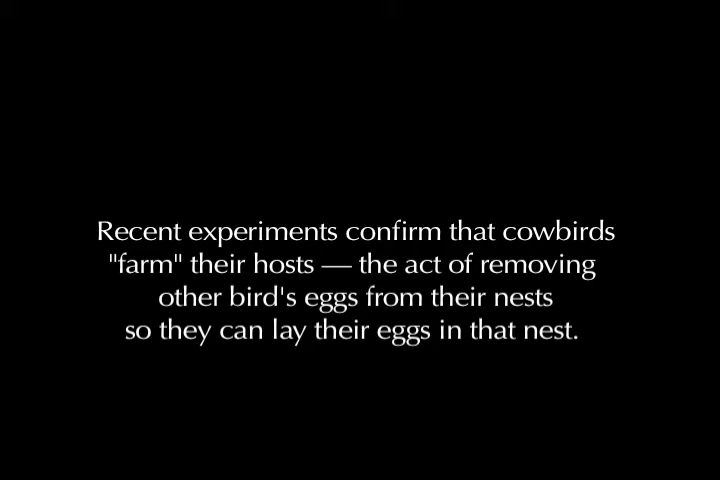 Recent experiments confirm that cowbirds
"farm" their hosts — the act of removing
other bird's eggs from their nests
so they can lay their eggs in that nest.